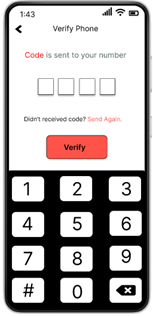 1:43
Verify Phone
Code is sent to your number
Didn't received code? Send Again.
Verify
1 2 3
4 5 6
7 8 9
# 0